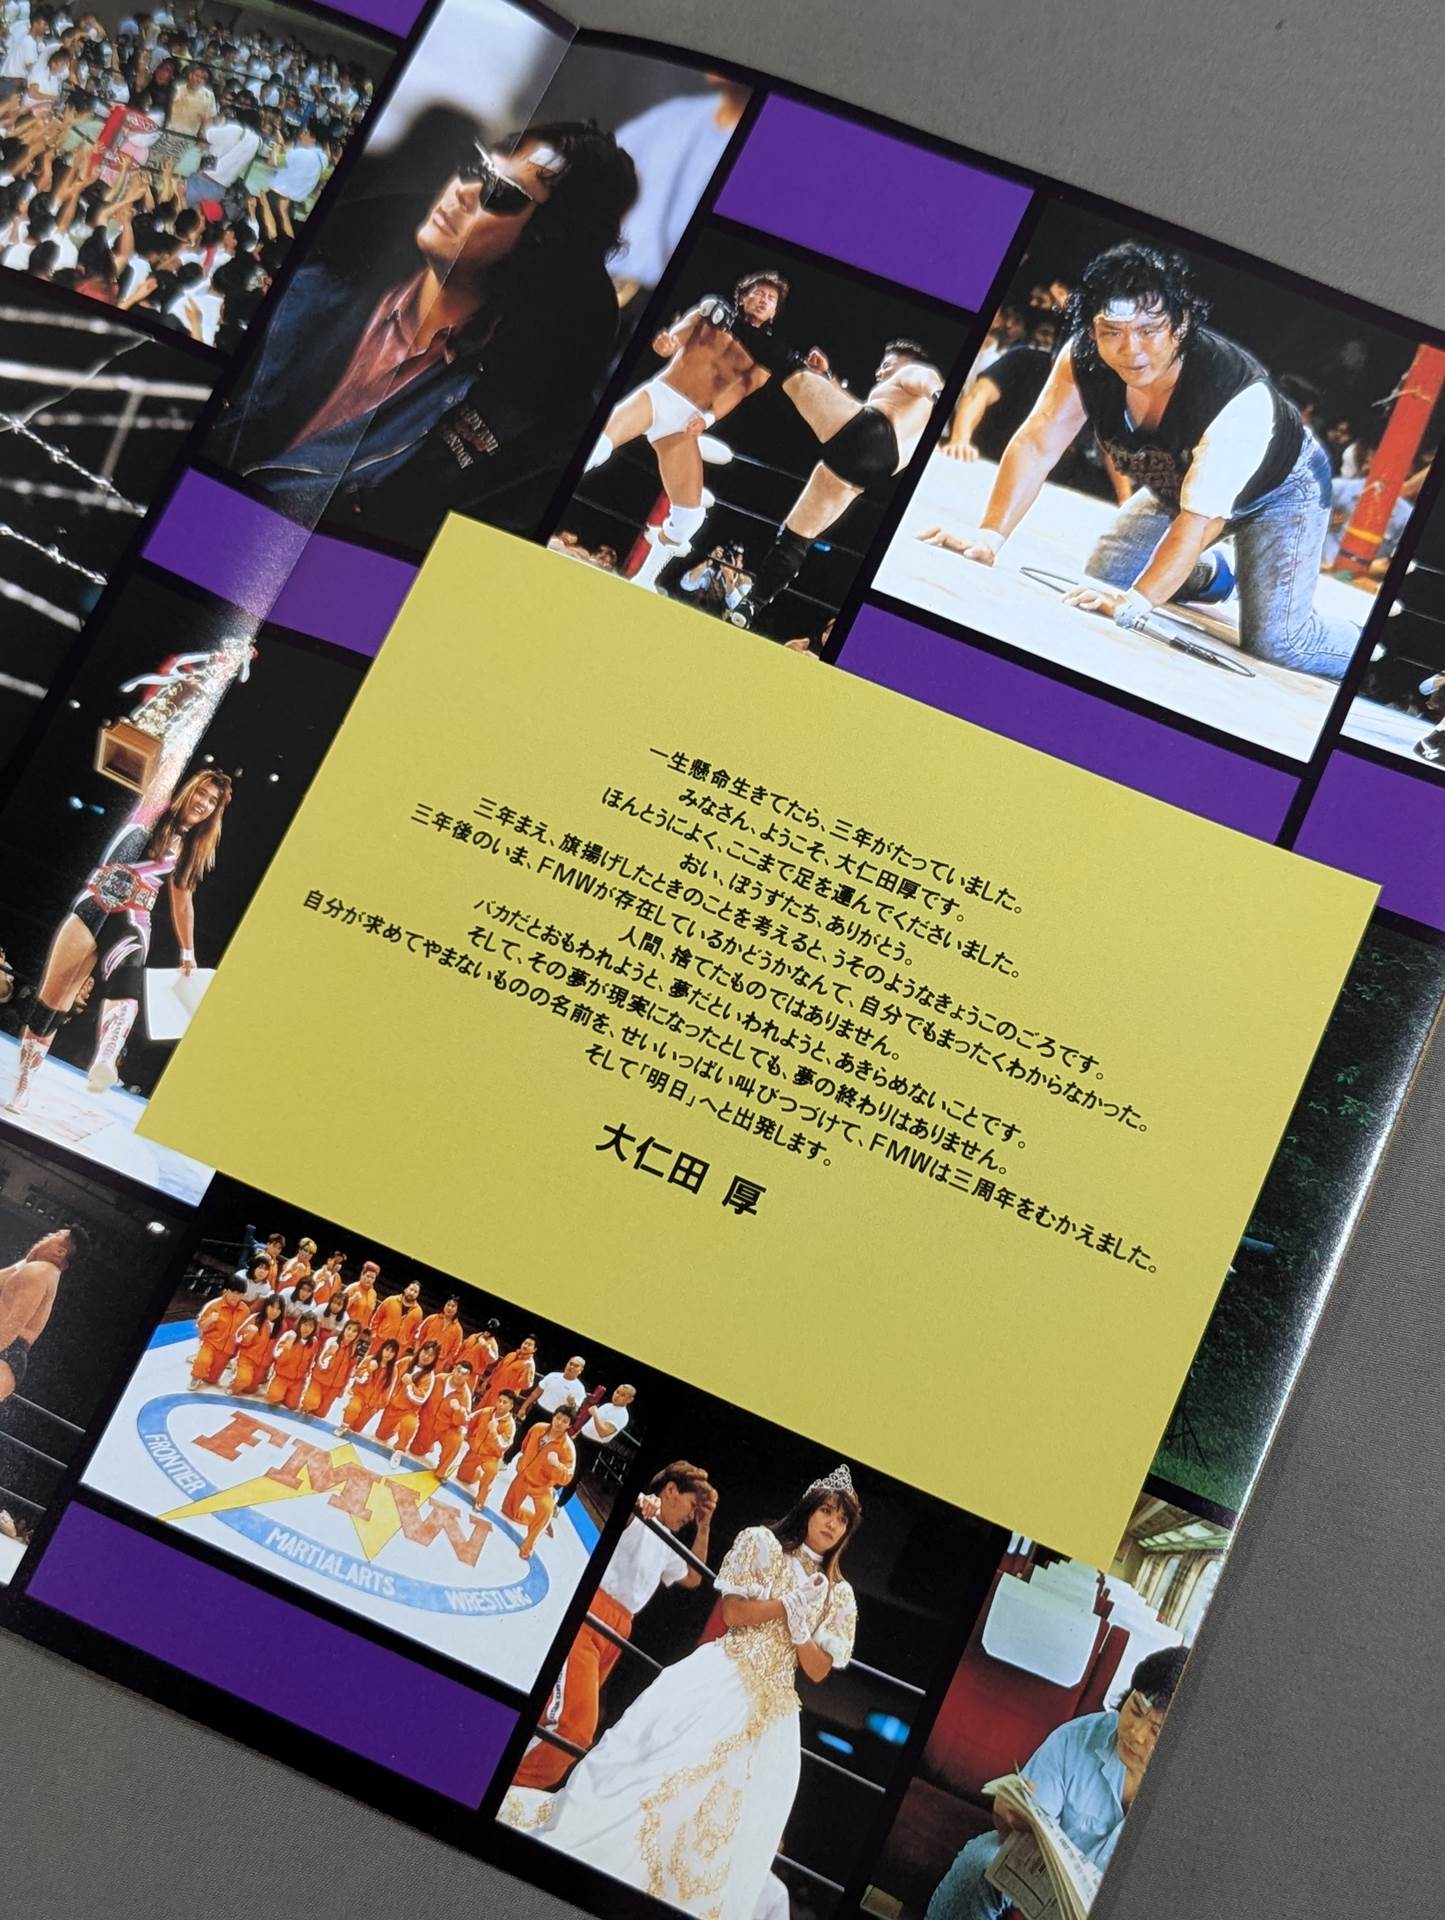 一生懸命生きてたら、三年がたっていました。
みなさん、ようこそ、大仁田厚です。
ほんとうによく、ここまで足を運んでくださいました。
おい、ぼうずたち、ありがとう。
三年まえ、旗揚げしたときのことを考えると、うそのようなきょうこのごろです。
三年後のいま、FMWが存在しているかどうかなんて、自分でもまったくわからなかった。
人間、捨てたものではありません。
バカだとおもわれようと、夢だといわれようと、あきらめないことです。
そして、その夢が現実になったとしても、夢の終わりはありません。
自分が求めてやまないものの名前を、せいいっぱい叫びつづけて、FMWは三周年をむかえました。
そして「明日」へと出発します。
大仁田 厚
FMW
FRONTIER MARTIAL ARTS WRESTLING